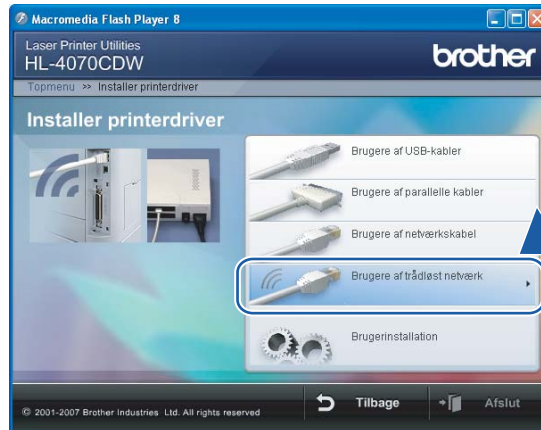 Macromedia Flash Player 8
Laser Printer Utilities
HL-4070CDW
brother
Topmenu >> Installer printerdriver
Installer printerdriver
Brugere af USB-kabler
Brugere af parallelle kabler
Brugere af netværkskabel
Brugere af trådløst netværk
Brugerinstallation
© 2001-2007 Brother Industries Ltd. All rights reserved
Tilbage
Afslut